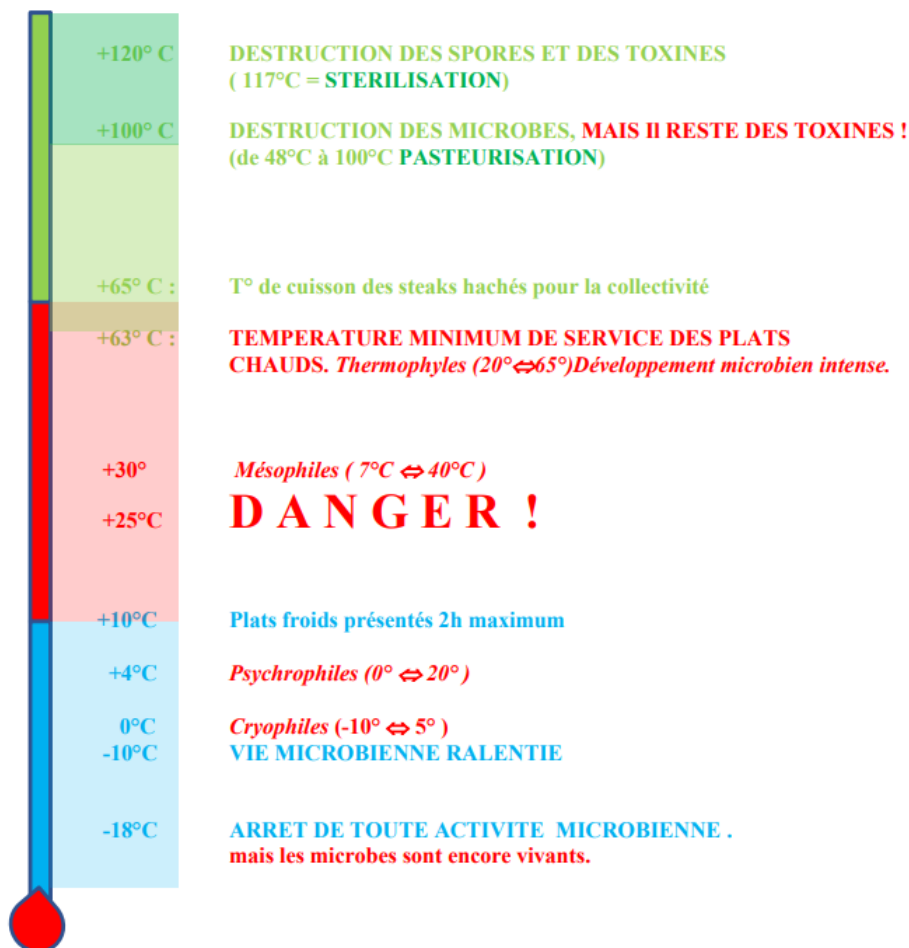 +120° C DESTRUCTION DES SPORES ET DES TOXINES
( 117°C = STERILISATION)
+100° C DESTRUCTION DES MICROBES, MAIS Il RESTE DES TOXINES !
(de 48°C à 100°C PASTEURISATION)
+65° C : T° de cuisson des steaks hachés pour la collectivité
+63° C : TEMPERATURE MINIMUM DE SERVICE DES PLATS
CHAUDS. Thermophyles (20°⇔65°)Développement microbien intense.
+30° Mésophiles ( 7°C ⇔ 40°C )
+25°C D A N G E R !
+10°C Plats froids présentés 2h maximum
+4°C Psychrophiles (0° ⇔ 20° )
0°C Cryophiles (-10° ⇔ 5° )
-10°C VIE MICROBIENNE RALENTIE
-18°C ARRET DE TOUTE ACTIVITE MICROBIENNE .
mais les microbes sont encore vivants.